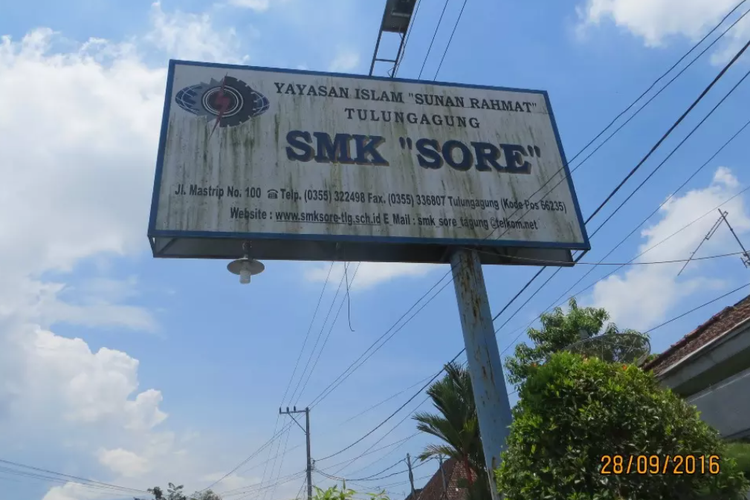 YAYASAN ISLAM "SUNAN RAHMAT"
TULUNGAGUNG
SMK "SORE"
Jl. Mastrip No. 100 ☎Telp. (0355) 322498 Fax. (0355) 336807 Tulungagung (Kode Pos 66235)
Website : www.smksore-tlg.sch.id E Mail : smk_sore_tagung@telkom.net
28/09/2016